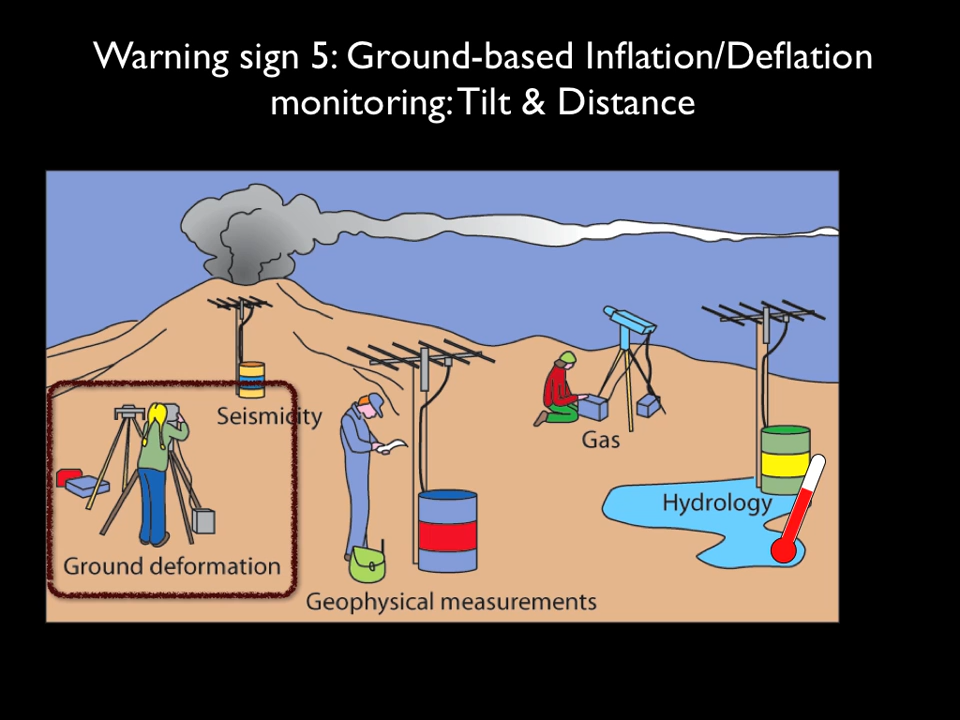 Warning sign 5: Ground-based Inflation/Deflation
monitoring: Tilt & Distance
Seismicity
Gas
Hydrology
Ground deformation
Geophysical measurements